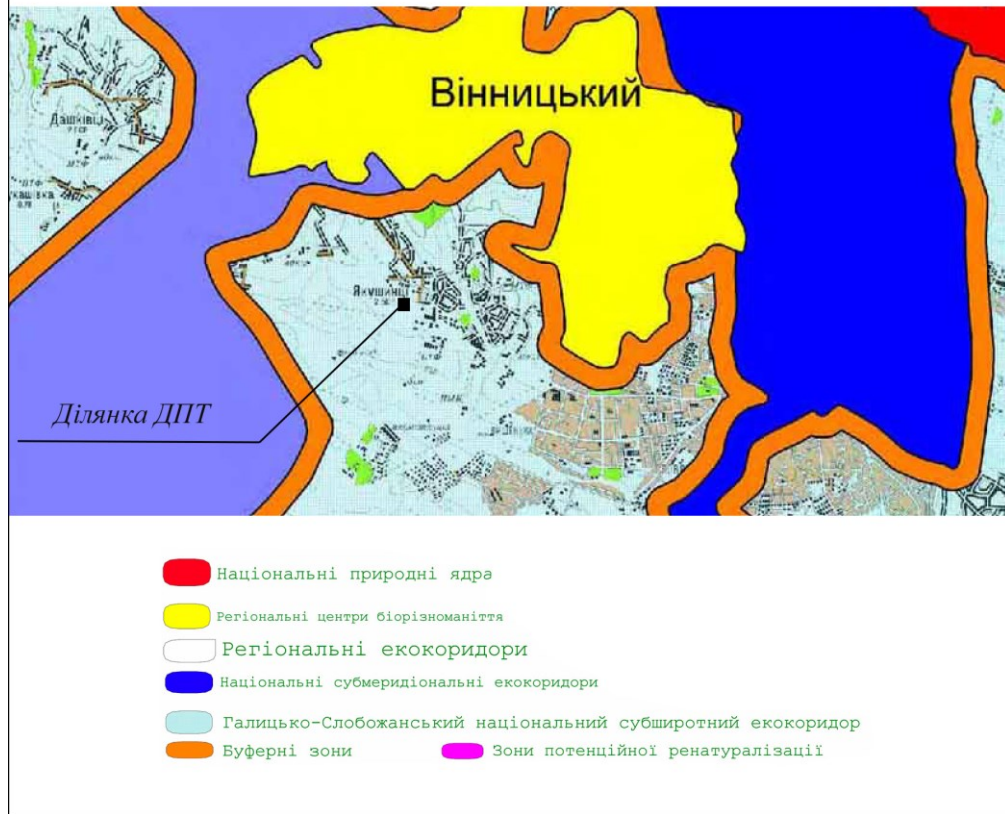 Вінницький
Дашківці
Якушинці
Ділянка ДПТ
Національні природні ядра
Регіональні центри біорізноманіття
Регіональні екокоридори
Національні субмеридіональні екокоридори
Галицько-Слобожанський національний субширотний екокоридор
Буферні зони
Зони потенційної ренатуралізації